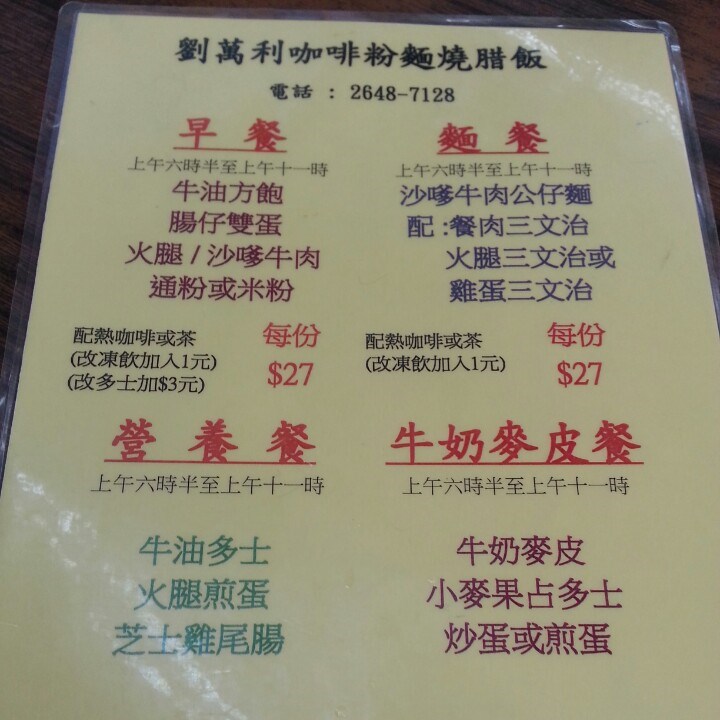 劉萬利咖啡粉麵燒腊飯
電話 : 2648-7128
早餐
上午六時半至上午十一時
牛油方飽
腸仔雙蛋
火腿 / 沙嗲牛肉
通粉或米粉
配熱咖啡或茶
(改凍飲加入1元)
(改多士加$3元)
每份
$27
麵餐
上午六時半至上午十一時
沙嗲牛肉公仔麵
配 :餐肉三文治
火腿三文治或
雞蛋三文治
配熱咖啡或茶
(改凍飲加入1元)
每份
$27
營養餐
上午六時半至上午十一時
牛油多士
火腿煎蛋
芝士雞尾腸
牛奶麥皮餐
上午六時半至上午十一時
牛奶麥皮
小麥果占多士
炒蛋或煎蛋